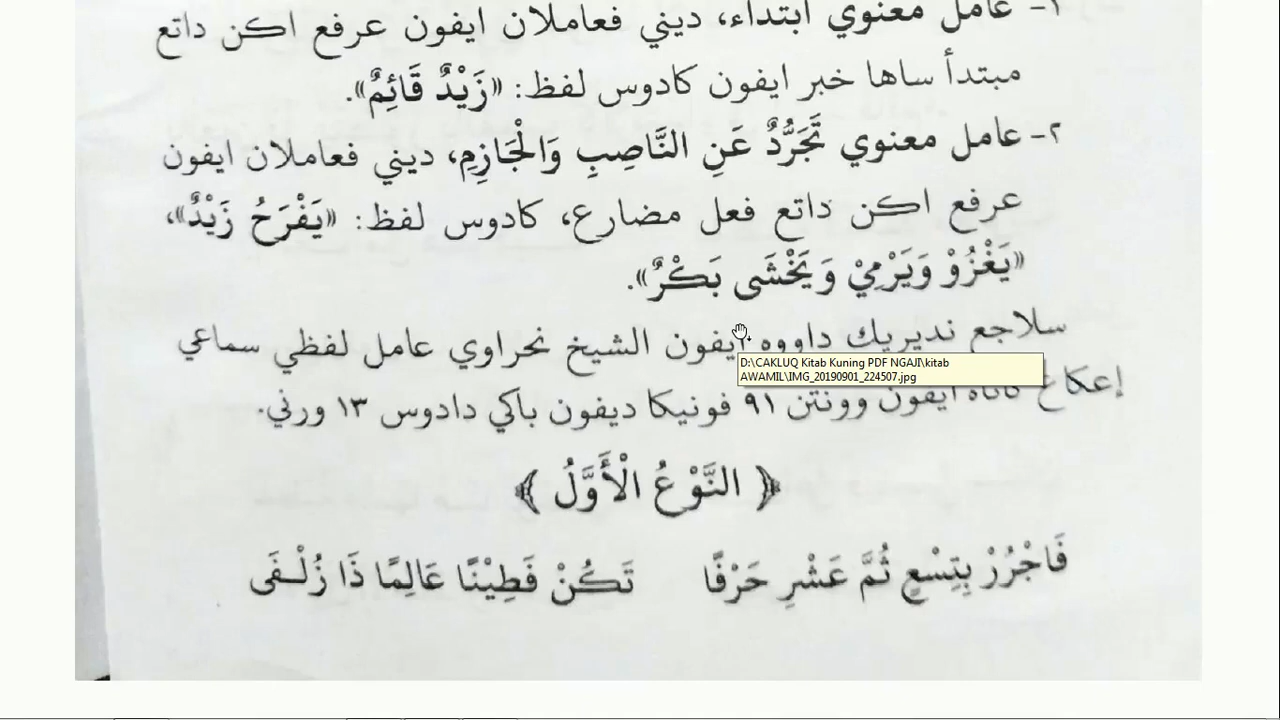 ١- عامل معنوي ابتداء، ديني فعاملان ايفون عرفع اكن داتع
مبتدأ ساها خبر ايفون كادوس لفظ: «زَيْدٌ قَائِمٌ».
٢- عامل معنوي تَجَرُّدٌ عَنِ النَّاصِبِ وَالْجَازِمِ، ديني فعاملان ايفون
عرفع اكن داتع فعل مضارع، كادوس لفظ: «يَفْرَحُ زَيْدٌ»،
«يَغْزُوْ وَيَرْمِيْ وَيَخْشَى بَكْرٌ».
سلاجع نديريك داووه ايفون الشيخ نحراوي عامل لفظي سماعي
D:\CAKLUQ Kitab Kuning PDF NGAJI\kitab
AWAMIL\IMG_20190901_224507.jpg
إعكاع ايفون وونتن ٩١ فونيكا ديفون باكي دادوس ١٣ ورني.
﴿ النَّوْعُ الْأَوَّلُ ﴾
فَاجْرُرْ بِتِسْعٍ ثُمَّ عَشْرِ حَرْفًا تَكُنْ فَطِيْنًا عَالِمًا ذَا زُلْفَى